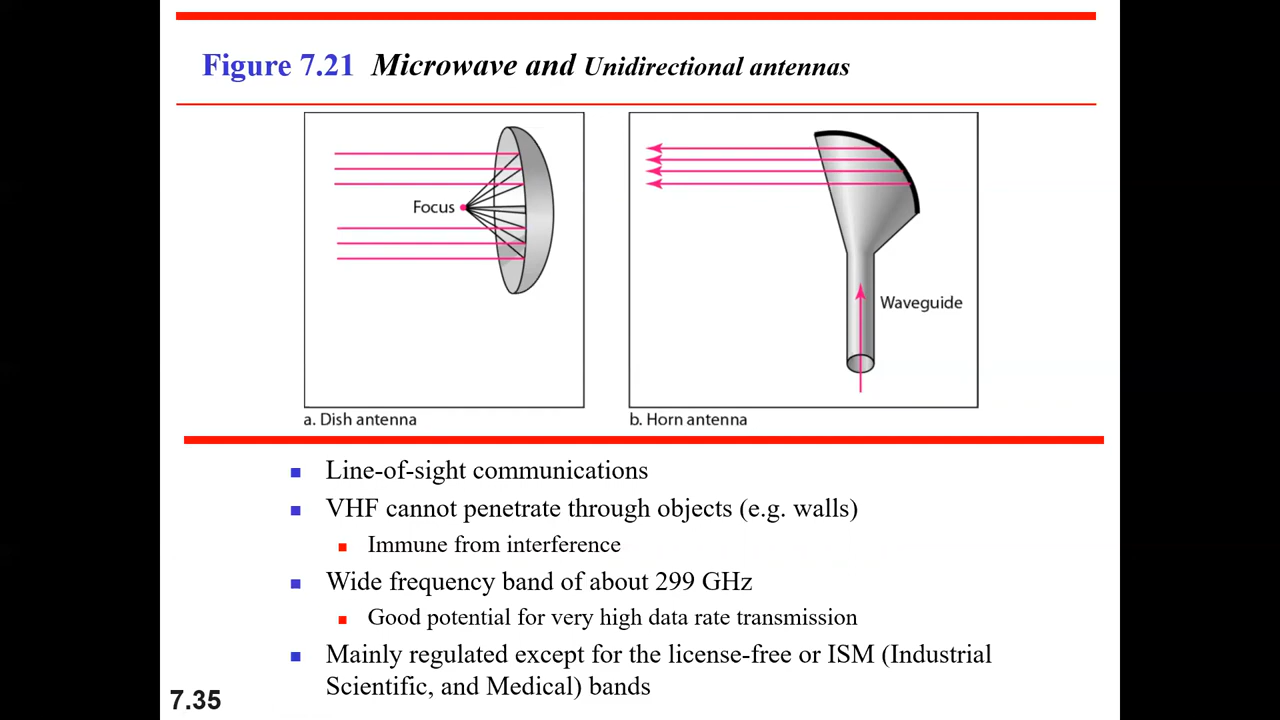 Figure 7.21 Microwave and Unidirectional antennas
Focus
Waveguide
a. Dish antenna
b. Horn antenna
Line-of-sight communications
VHF cannot penetrate through objects (e.g. walls)
Immune from interference
Wide frequency band of about 299 GHz
Good potential for very high data rate transmission
Mainly regulated except for the license-free or ISM (Industrial
Scientific, and Medical) bands
7.35